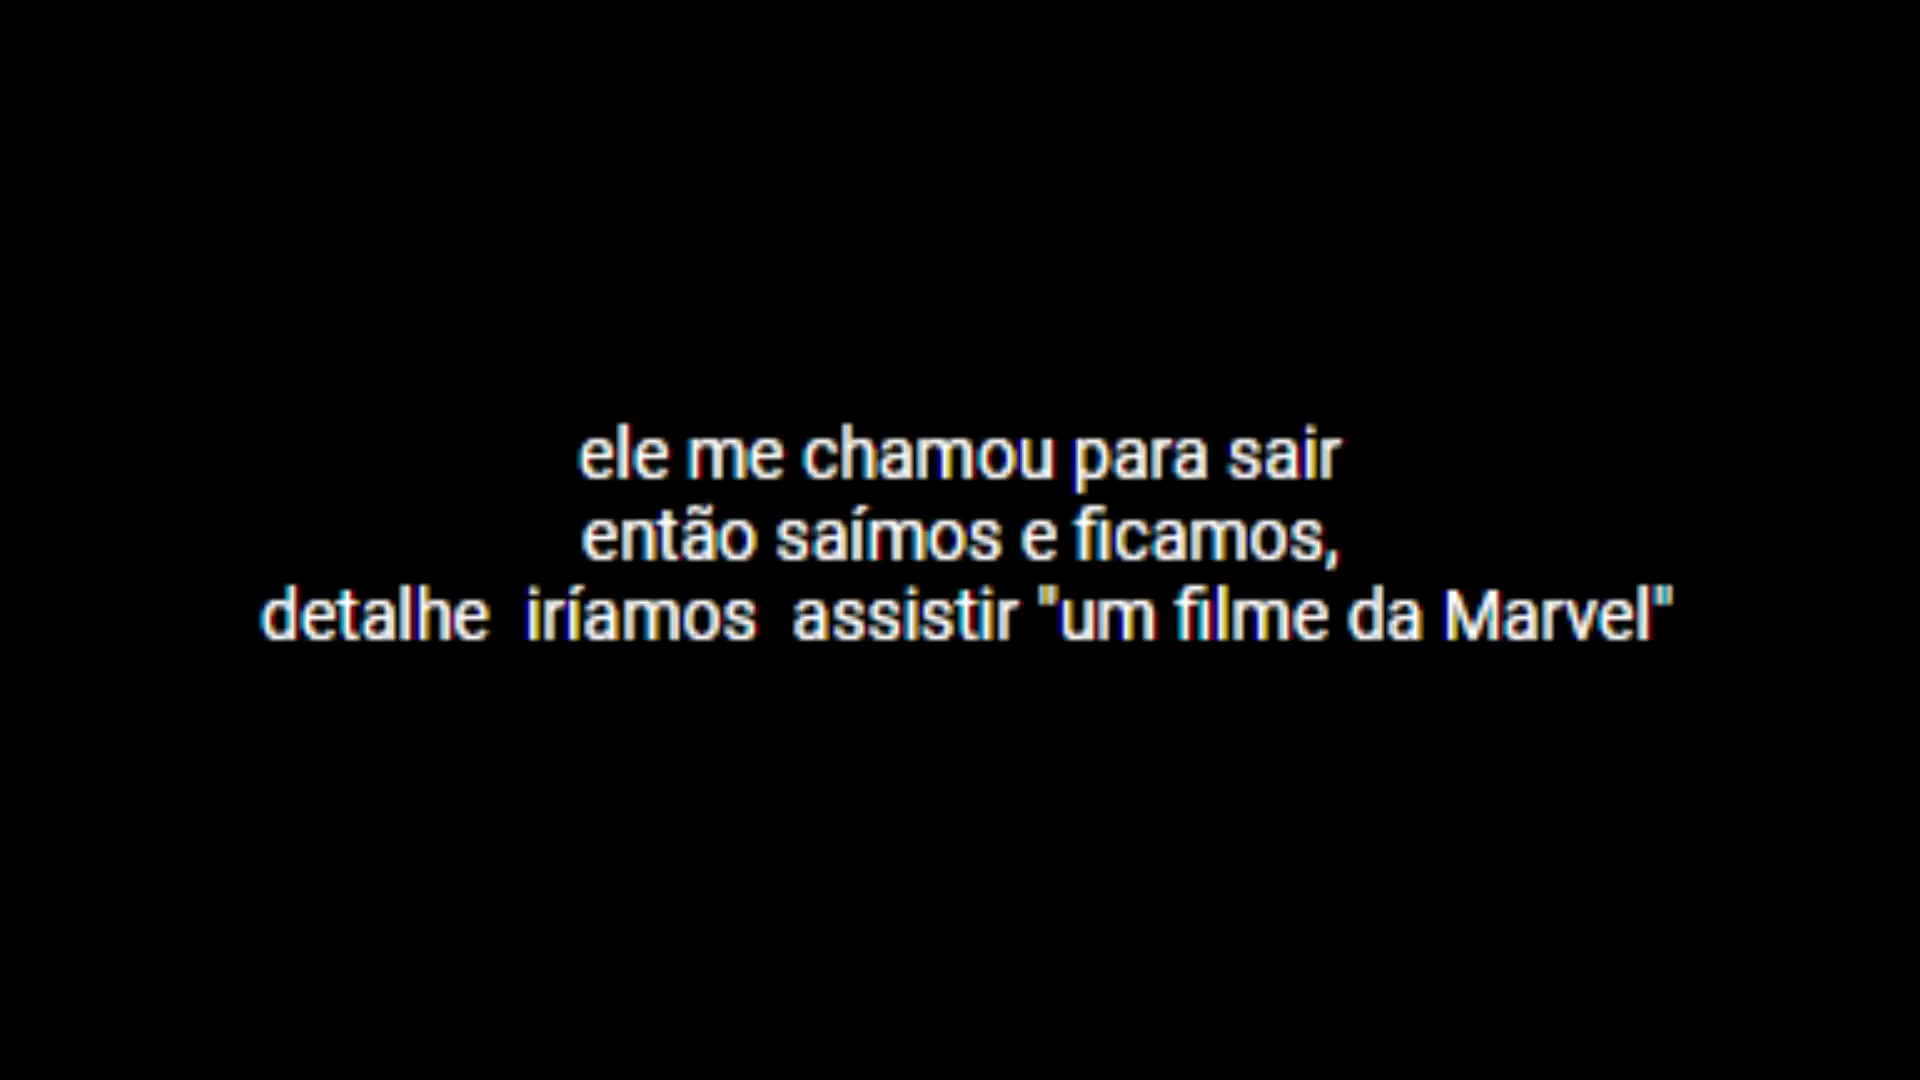 ele me chamou para sair
então saímos e ficamos,
detalhe  iríamos  assistir "um filme da Marvel"